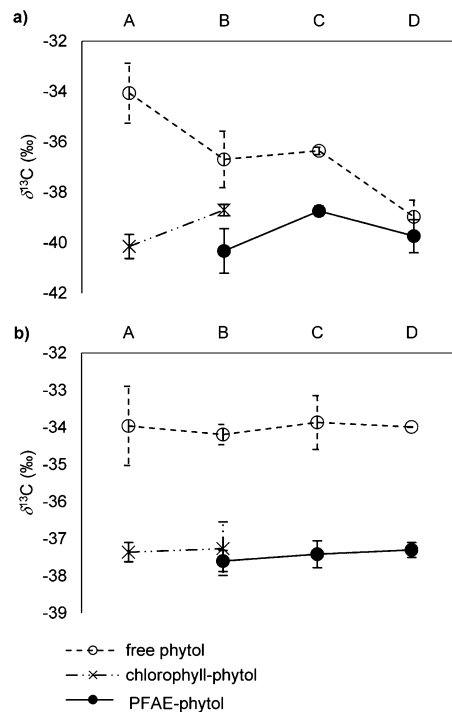 a)
A B C D
-32
-34
-36
-38
-40
-42
δ13C (‰)
b)
A B C D
-32
-33
-34
-35
-36
-37
-38
-39
δ13C (‰)
free phytol
chlorophyll-phytol
PFAE-phytol